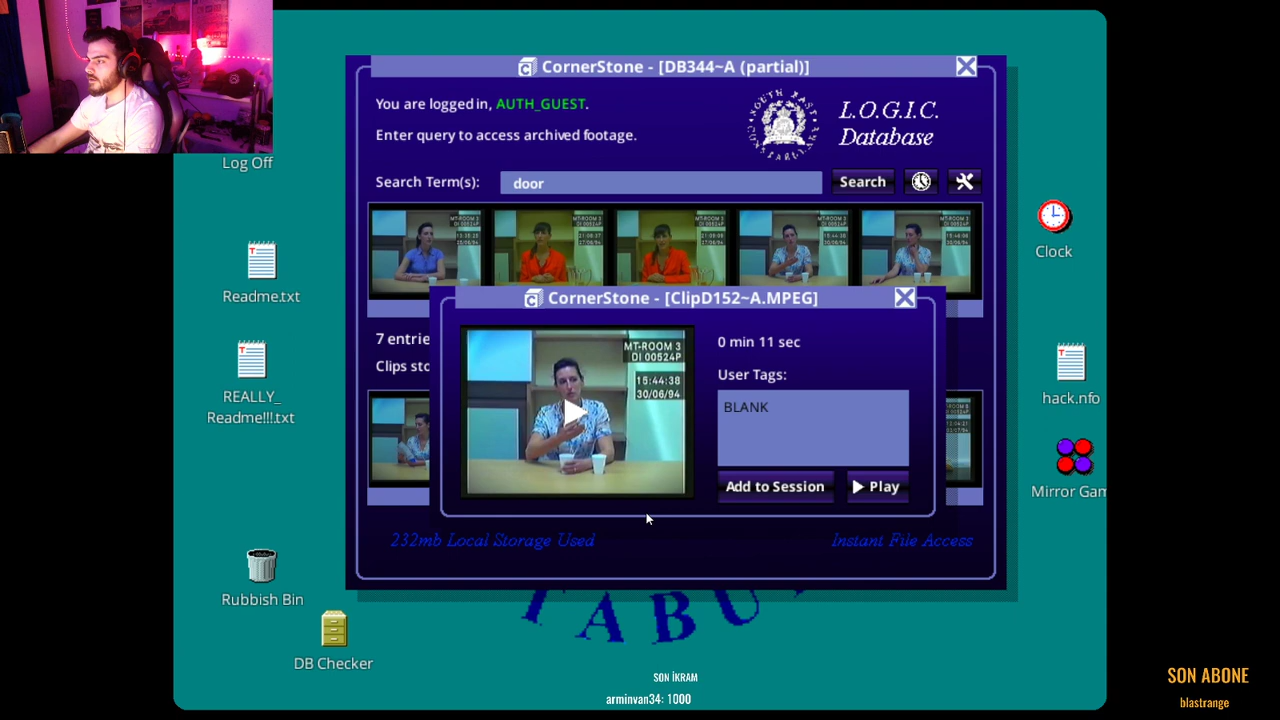 CornerStone - [DB344~A (partial)]
You are logged in, AUTH_GUEST.
Enter query to access archived footage.
L.O.G.I.C.
Database
Search Term(s):
door
Search
Log Off
Readme.txt
REALLY_
Readme!!!.txt
Rubbish Bin
DB Checker
Clock
hack.nfo
Mirror Gam
7 entrie
Clips sto
CornerStone - [ClipD152~A.MPEG]
MT-ROOM 3
DI 00524P
15:44:38
30/06/94
0 min 11 sec
User Tags:
BLANK
Add to Session
Play
232mb Local Storage Used
Instant File Access
TABU
SON İKRAM
arminvan34: 1000
SON ABONE
blastrange